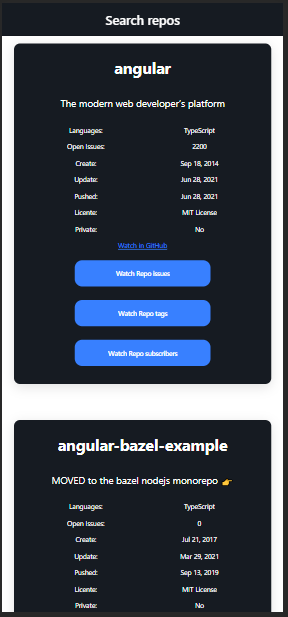 Search repos
angular
The modern web developer's platform
Languages: TypeScript
Open Issues: 2200
Create: Sep 18, 2014
Update: Jun 28, 2021
Pushed: Jun 28, 2021
Licente: MIT License
Private: No
Watch in GitHub
Watch Repo issues
Watch Repo tags
Watch Repo subscribers
angular-bazel-example
MOVED to the bazel nodejs monorepo 👉
Languages: TypeScript
Open Issues: 0
Create: Jul 21, 2017
Update: Mar 29, 2021
Pushed: Sep 13, 2019
Licente: MIT License
Private: No